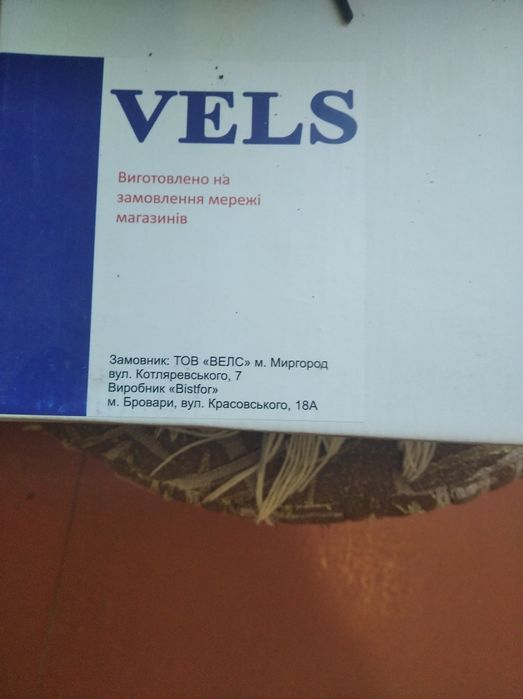 VELS
Виготовлено на
замовлення мережі
магазинів
Замовник: ТОВ «ВЕЛС» м. Миргород
вул. Котляревського, 7
Виробник «Bistfor»
м. Бровари, вул. Красовського, 18А